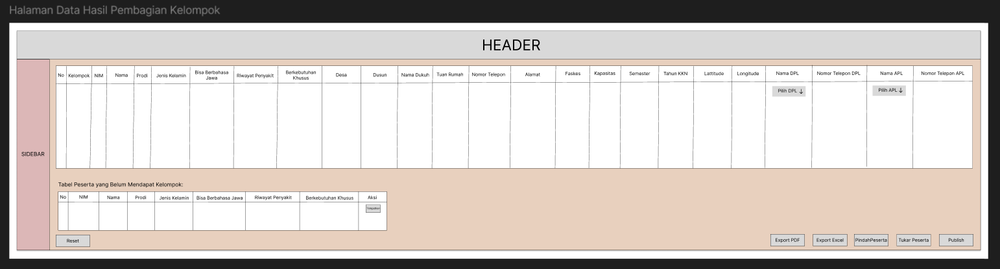 Halaman Data Hasil Pembagian Kelompok
HEADER
SIDEBAR
No Kelompok NIM Nama Prodi Jenis Kelamin Bisa Berbahasa Jawa Riwayat Penyakit Berkebutuhan Khusus Desa Dusun Nama Dukuh Tuan Rumah Nomor Telepon Alamat Faskes Kapasitas Semester Tahun KKN Lattitude Longitude Nama DPL Nomor Telepon DPL Nama APL Nomor Telepon APL
Pilih DPL ↓ Pilih APL ↓
Tabel Peserta yang Belum Mendapat Kelompok:
No NIM Nama Prodi Jenis Kelamin Bisa Berbahasa Jawa Riwayat Penyakit Berkebutuhan Khusus Aksi
Reset Export PDF Export Excel PindahPeserta Tukar Peserta Publish